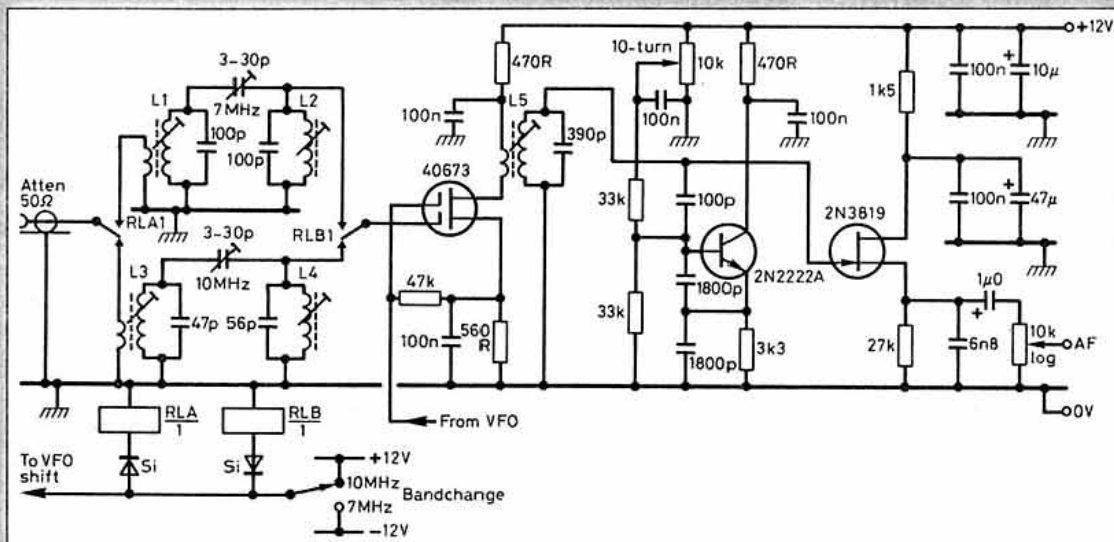 3-30p
7MHz
L1
L2
100p
100p
Atten
50Ω
RLA1
RLB1
3-30p
10MHz
L3
L4
47p
56p
470R
100n
L5
390p
40673
47k
100n
560
R
From VFO
10-turn
10k
100n
470R
100n
33k
33k
100p
1800p
1800p
2N2222A
3k3
2N3819
+12V
1k5
100n
+
10μ
100n
+
47μ
1μ0
+
27k
6n8
10k
log
AF
0V
RLA
1
RLB
1
Si
Si
To VFO
shift
+12V
10MHz
Bandchange
7MHz
-12V